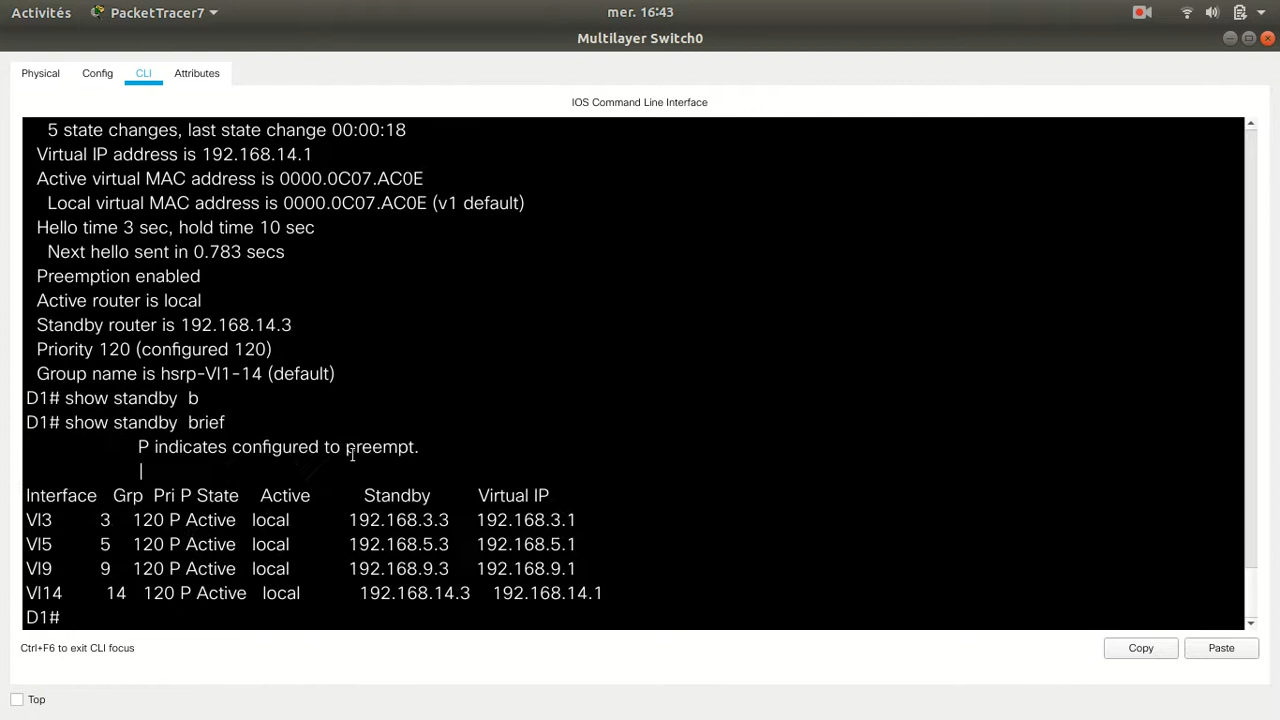 Activités PacketTracer7 mer. 16:43
Multilayer Switch0
Physical Config CLI Attributes
IOS Command Line Interface
5 state changes, last state change 00:00:18
Virtual IP address is 192.168.14.1
Active virtual MAC address is 0000.0C07.AC0E
Local virtual MAC address is 0000.0C07.AC0E (v1 default)
Hello time 3 sec, hold time 10 sec
Next hello sent in 0.783 secs
Preemption enabled
Active router is local
Standby router is 192.168.14.3
Priority 120 (configured 120)
Group name is hsrp-Vl1-14 (default)
D1# show standby b
D1# show standby brief
P indicates configured to preempt.
|
Interface Grp Pri P State Active Standby Virtual IP
Vl3 3 120 P Active local 192.168.3.3 192.168.3.1
Vl5 5 120 P Active local 192.168.5.3 192.168.5.1
Vl9 9 120 P Active local 192.168.9.3 192.168.9.1
Vl14 14 120 P Active local 192.168.14.3 192.168.14.1
D1#
Ctrl+F6 to exit CLI focus Copy Paste
Top